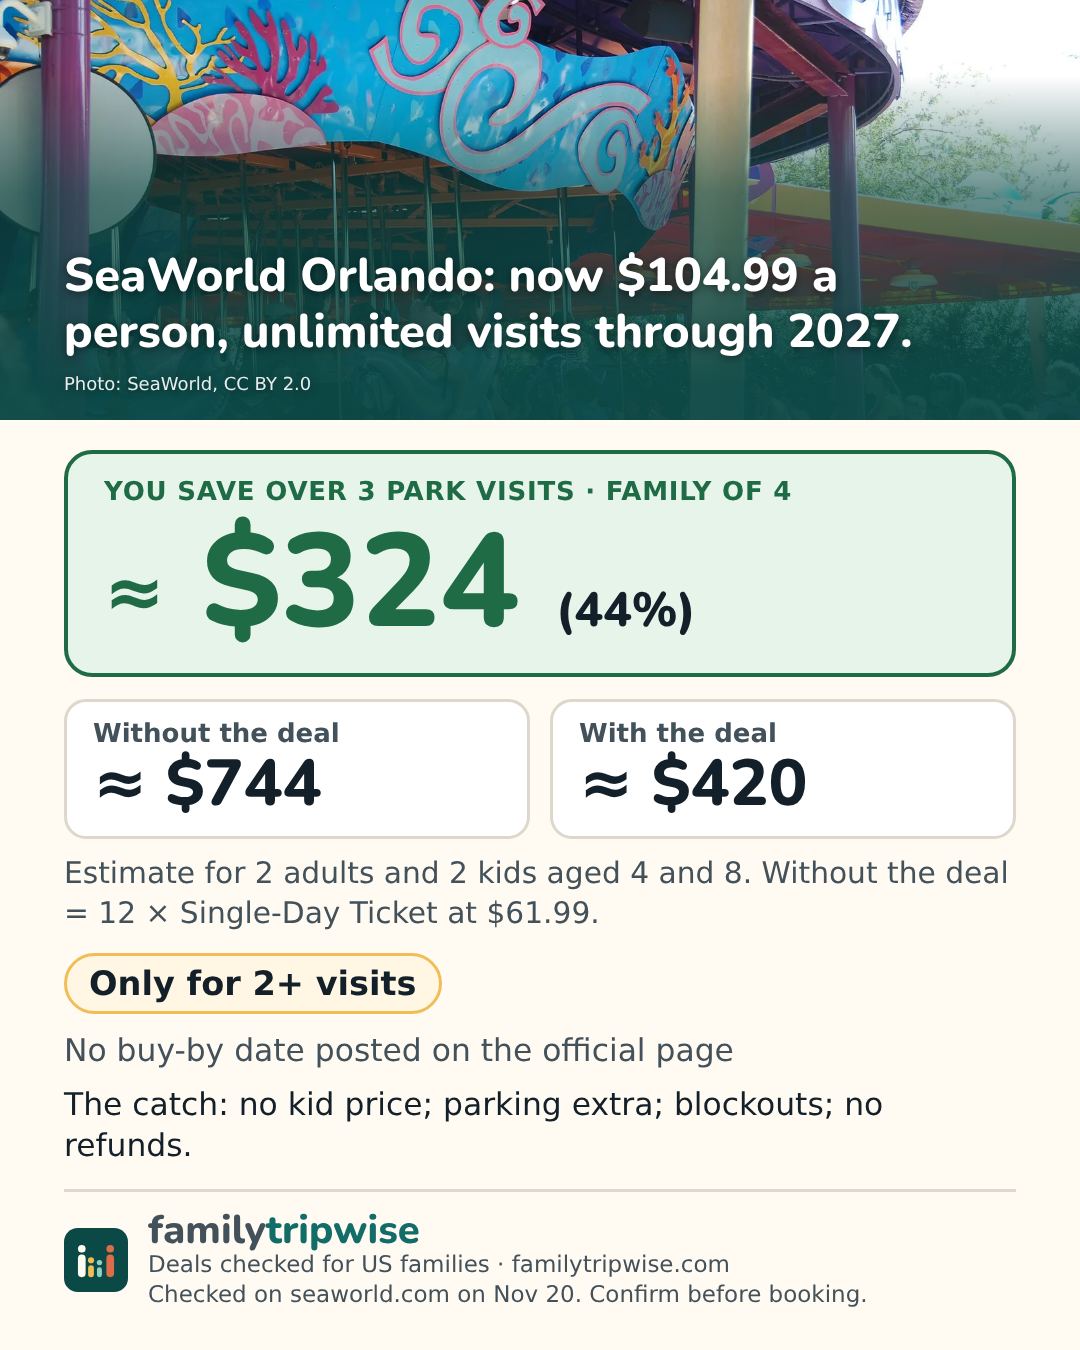 SeaWorld Orlando: now $104.99 a
person, unlimited visits through 2027.
Photo: SeaWorld, CC BY 2.0
YOU SAVE OVER 3 PARK VISITS · FAMILY OF 4
≈ $324 (44%)
Without the deal
≈ $744
With the deal
≈ $420
Estimate for 2 adults and 2 kids aged 4 and 8. Without the deal
= 12 × Single-Day Ticket at $61.99.
Only for 2+ visits
No buy-by date posted on the official page
The catch: no kid price; parking extra; blockouts; no
refunds.
familytripwise
Deals checked for US families · familytripwise.com
Checked on seaworld.com on Nov 20. Confirm before booking.